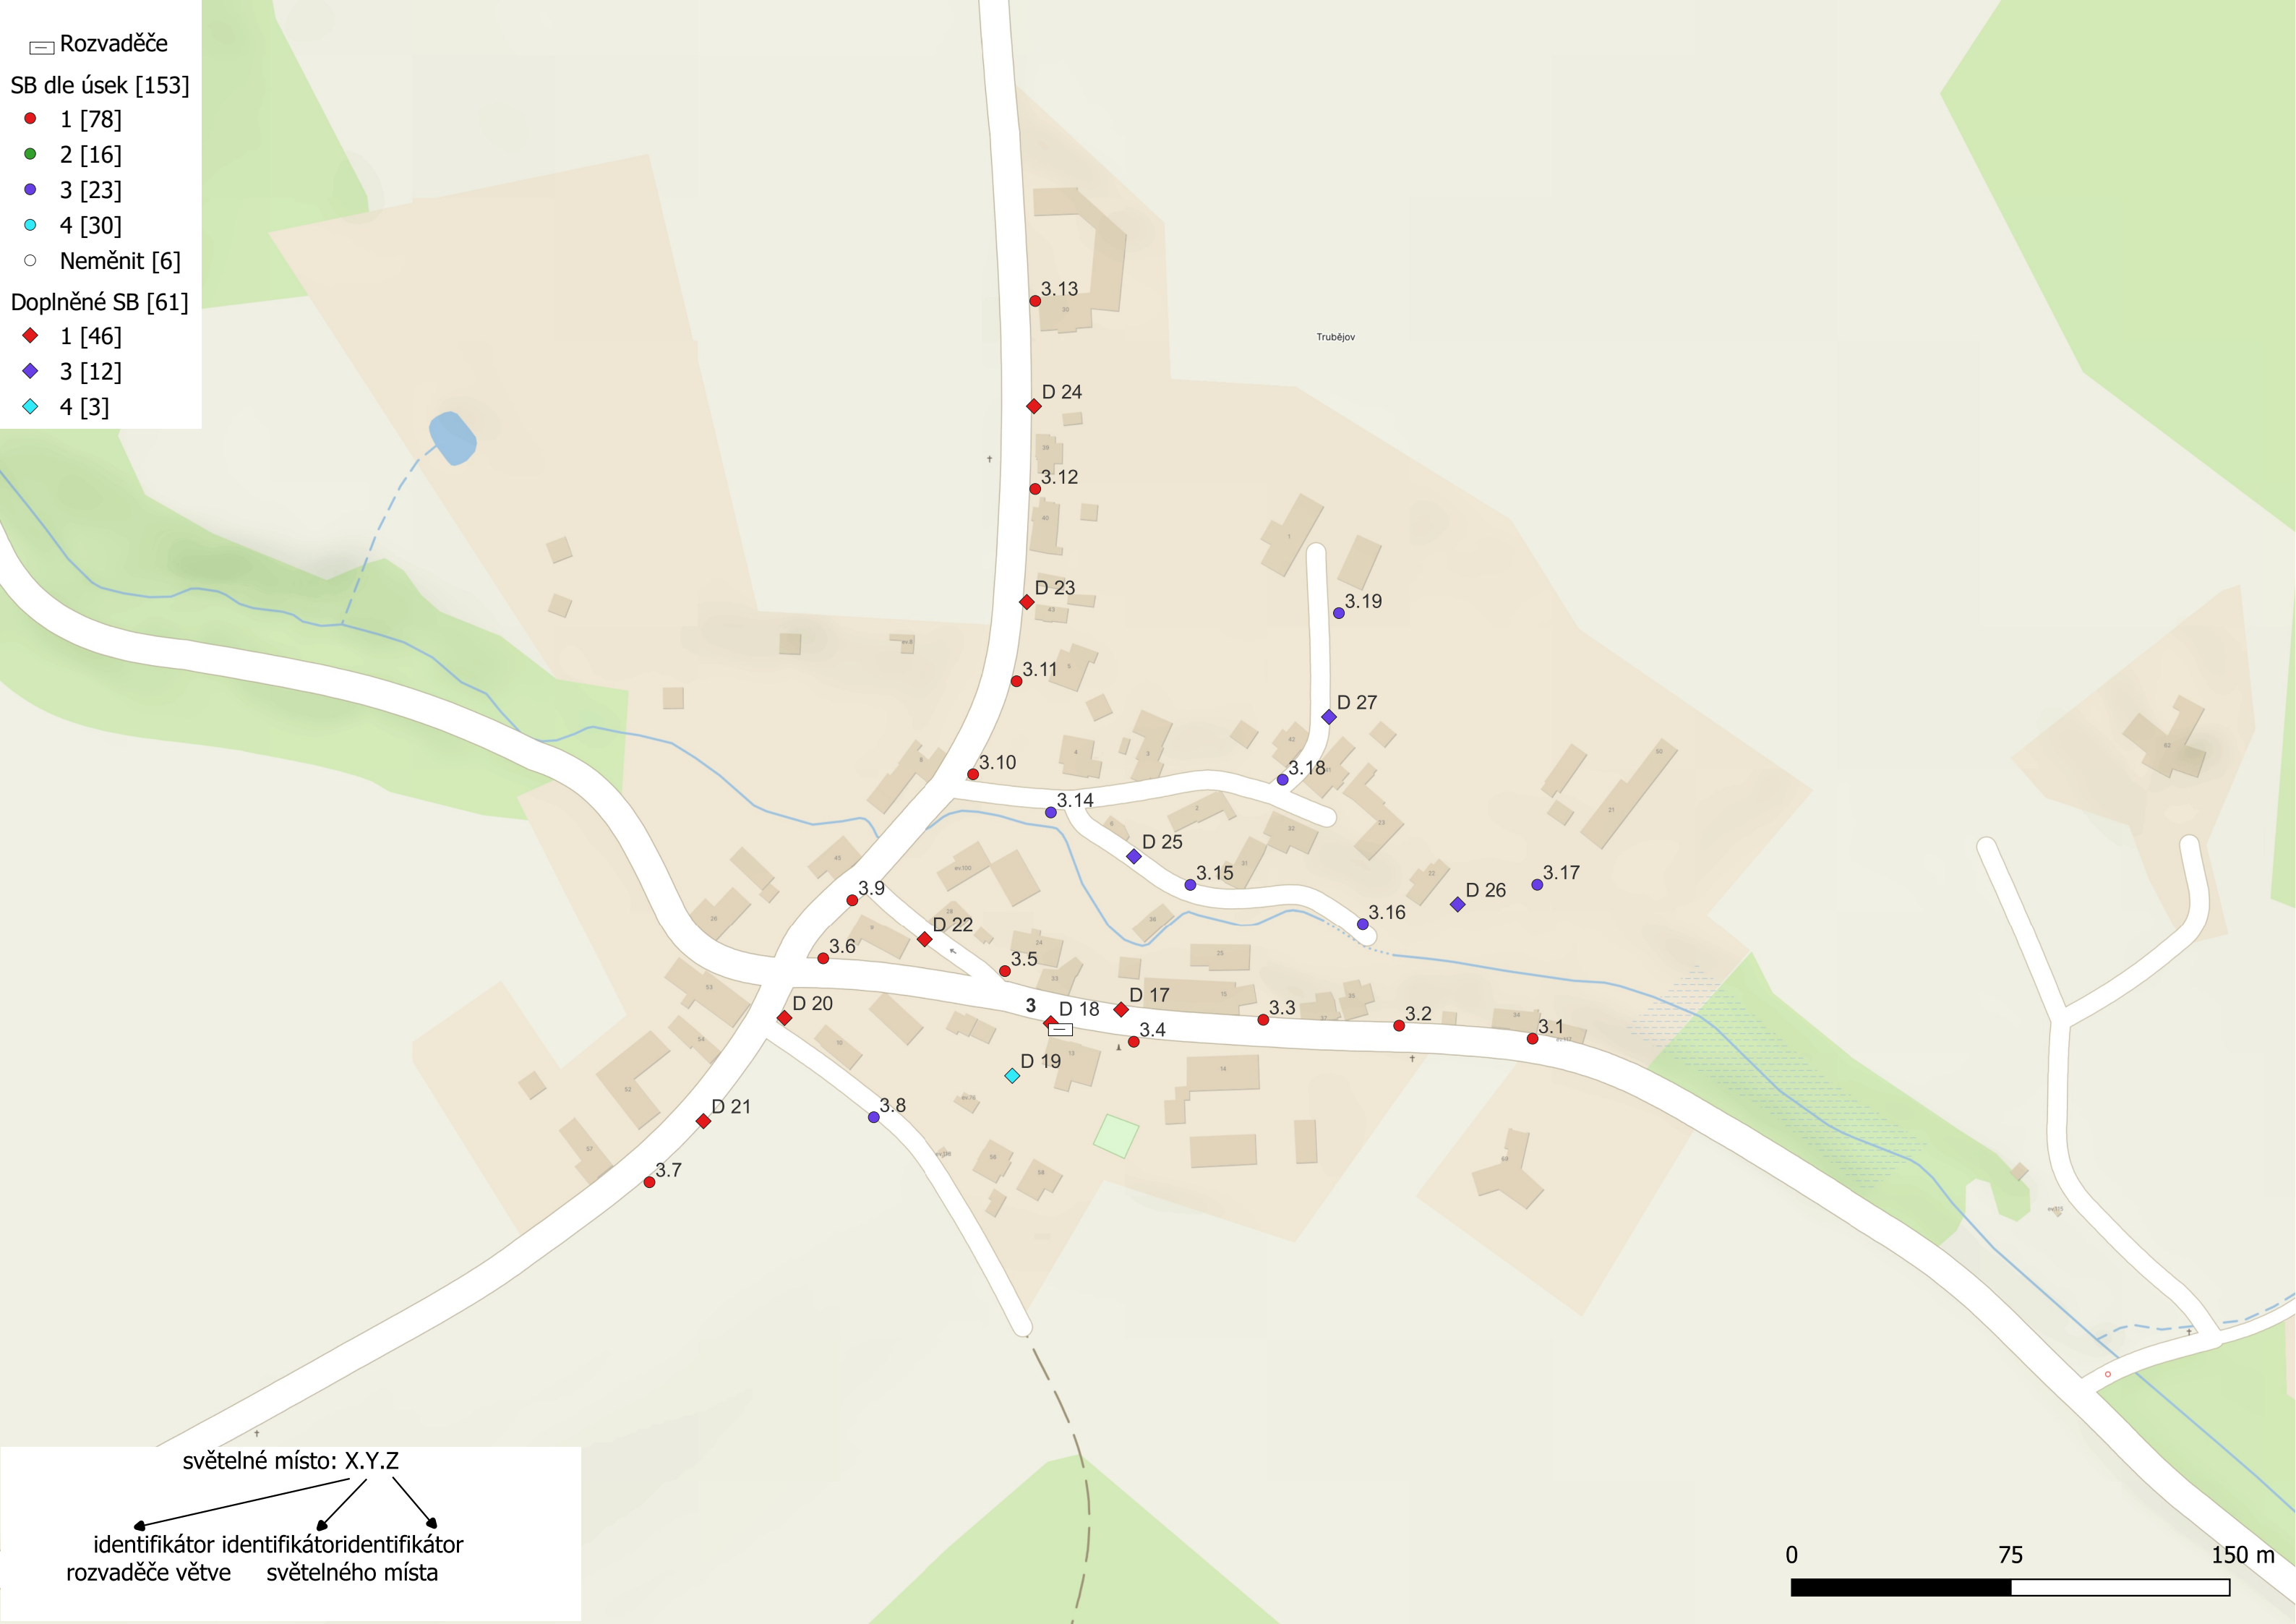 Rozvaděče
SB dle úsek [153]
1 [78]
2 [16]
3 [23]
4 [30]
Neměnit [6]
Doplněné SB [61]
1 [46]
3 [12]
4 [3]
3.13
Trubějov
D 24
3.12
D 23
3.19
3.11
D 27
3.10
3.18
3.14
D 25
3.15
3.17
3.9
D 26
3.16
D 22
3.6
3.5
D 17
3
D 18
D 20
3.3
3.2
3.4
3.1
D 19
3.8
D 21
3.7
světelné místo: X.Y.Z
identifikátor identifikátoridentifikátor
rozvaděče větve světelného místa
0 75 150 m